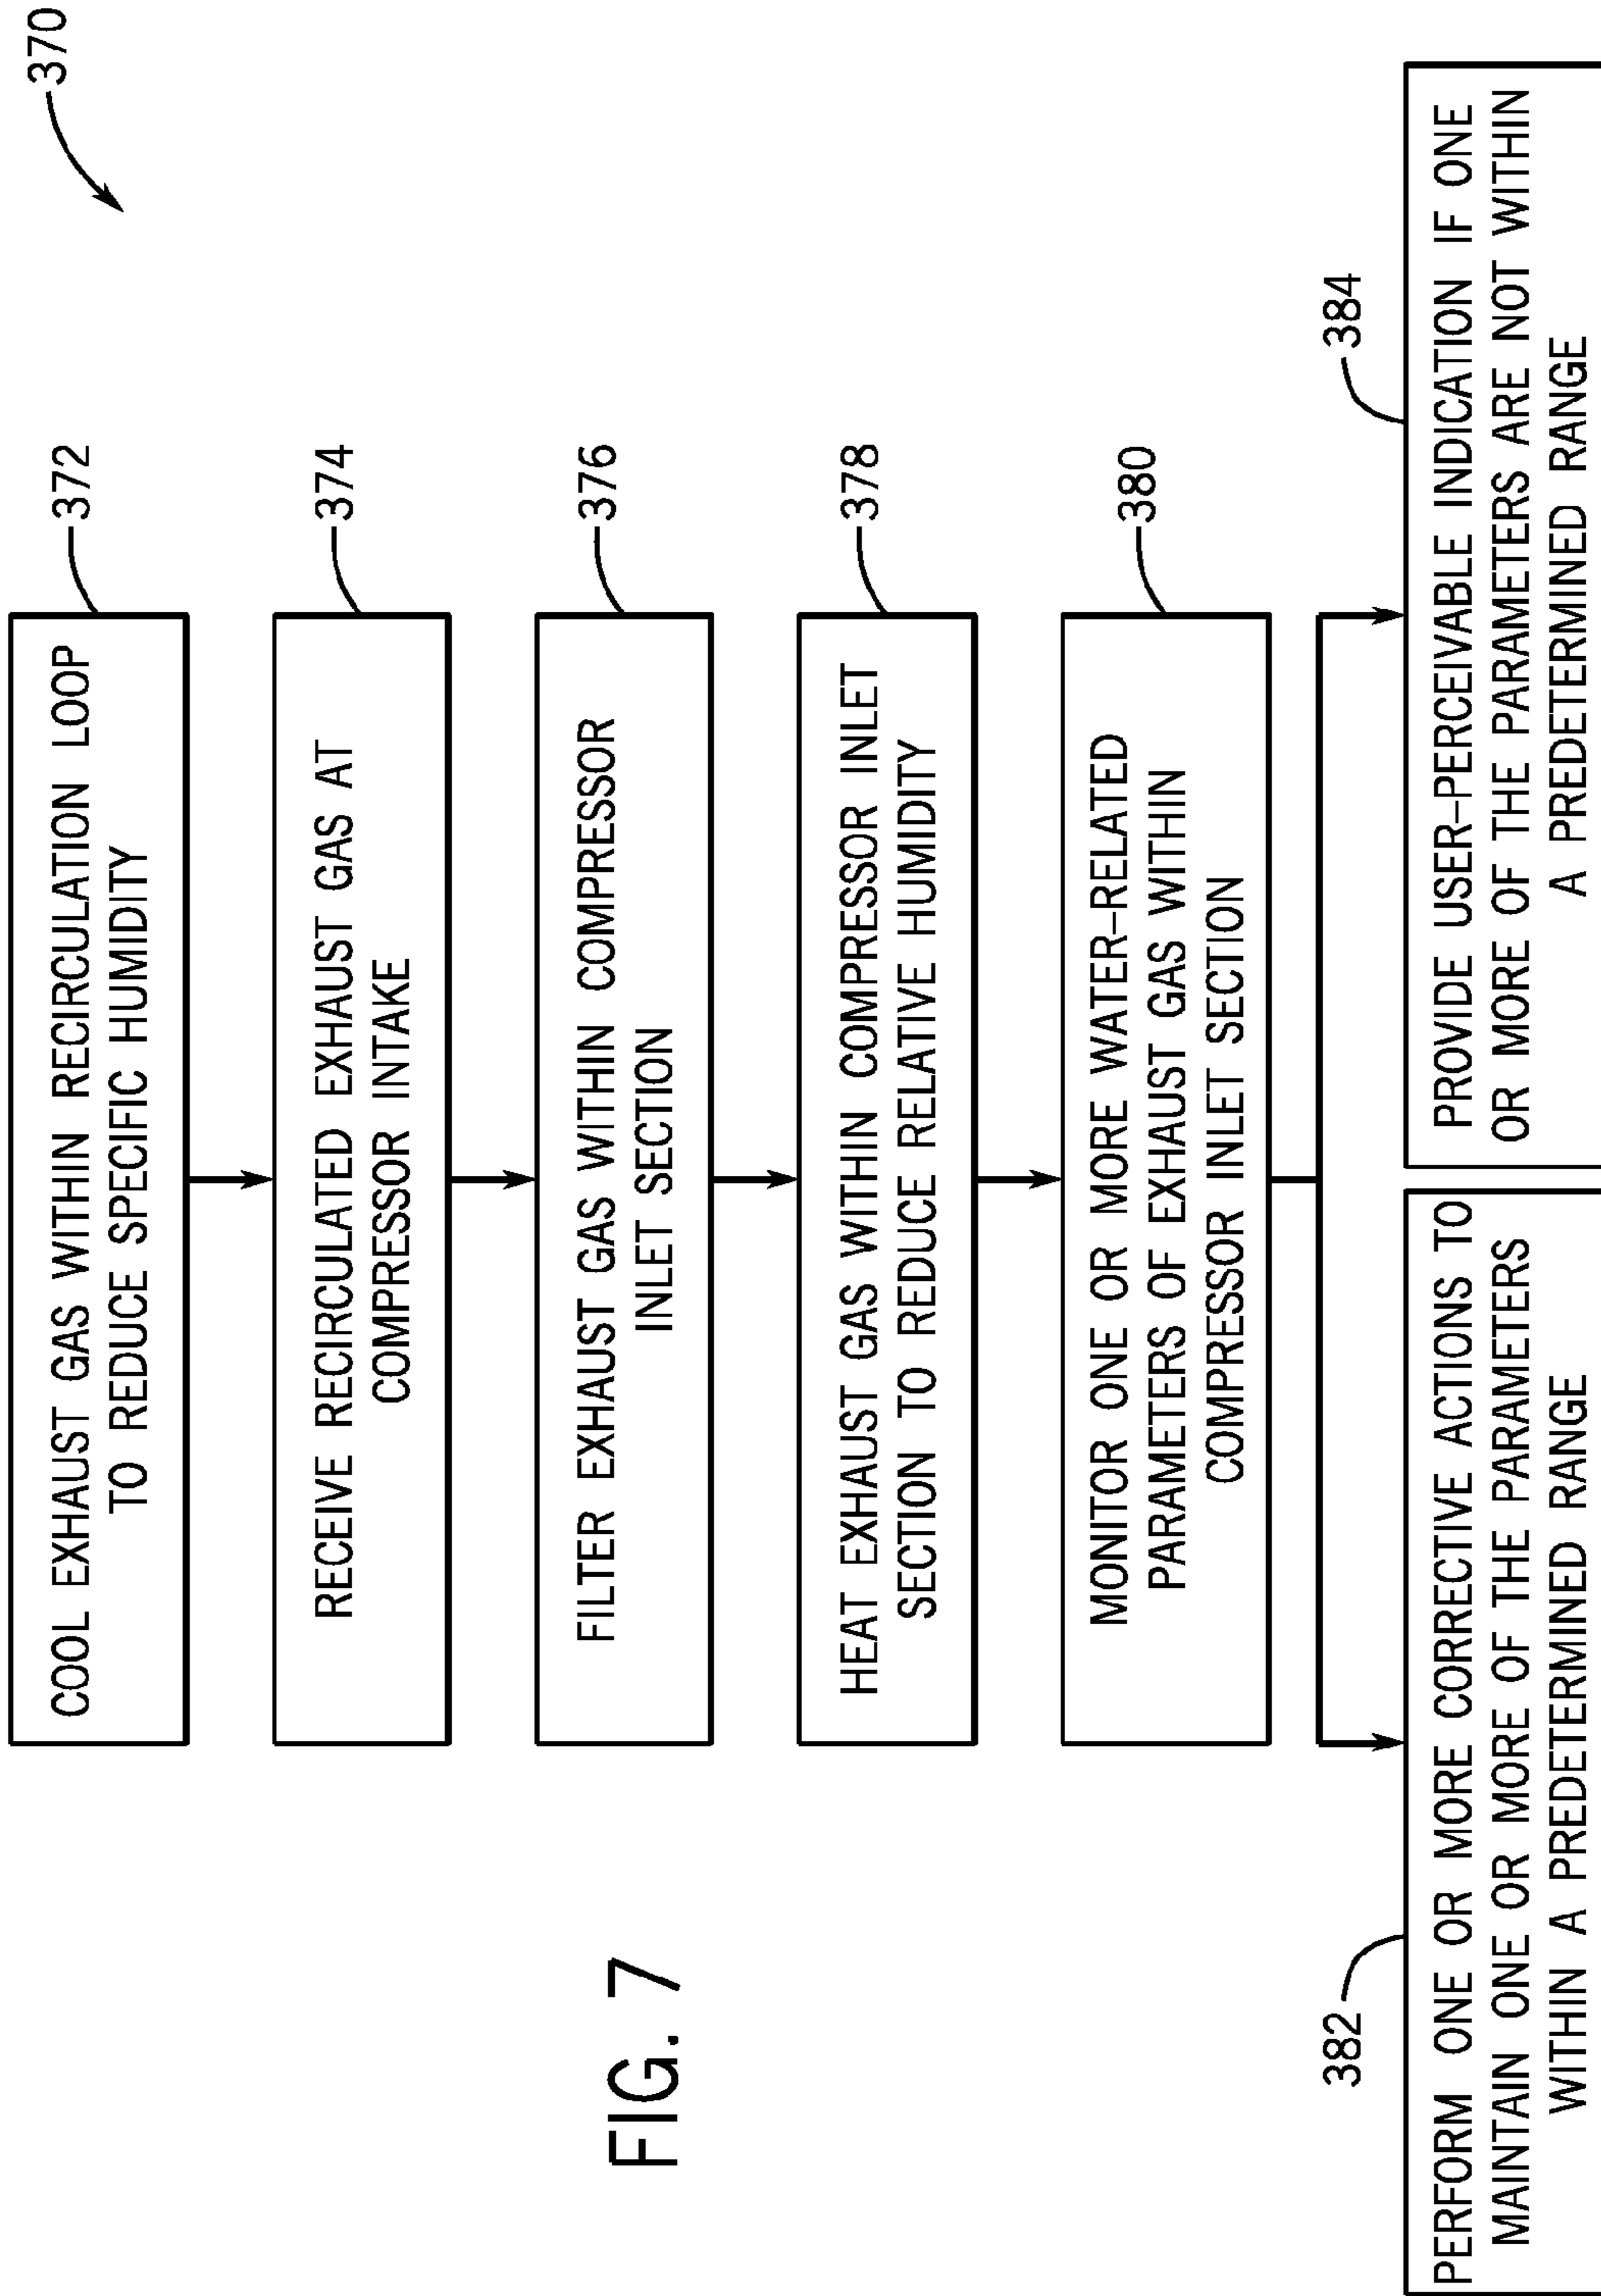 370
COOL EXHAUST GAS WITHIN RECIRCULATION LOOP
TO REDUCE SPECIFIC HUMIDITY
372
RECEIVE RECIRCULATED EXHAUST GAS AT
COMPRESSOR INTAKE
374
FILTER EXHAUST GAS WITHIN COMPRESSOR
INLET SECTION
376
HEAT EXHAUST GAS WITHIN COMPRESSOR INLET
SECTION TO REDUCE RELATIVE HUMIDITY
378
MONITOR ONE OR MORE WATER-RELATED
PARAMETERS OF EXHAUST GAS WITHIN
COMPRESSOR INLET SECTION
380
382
PERFORM ONE OR MORE CORRECTIVE ACTIONS TO
MAINTAIN ONE OR MORE OF THE PARAMETERS
WITHIN A PREDETERMINED RANGE
384
PROVIDE USER-PERCEIVABLE INDICATION IF ONE
OR MORE OF THE PARAMETERS ARE NOT WITHIN
A PREDETERMINED RANGE
FIG. 7